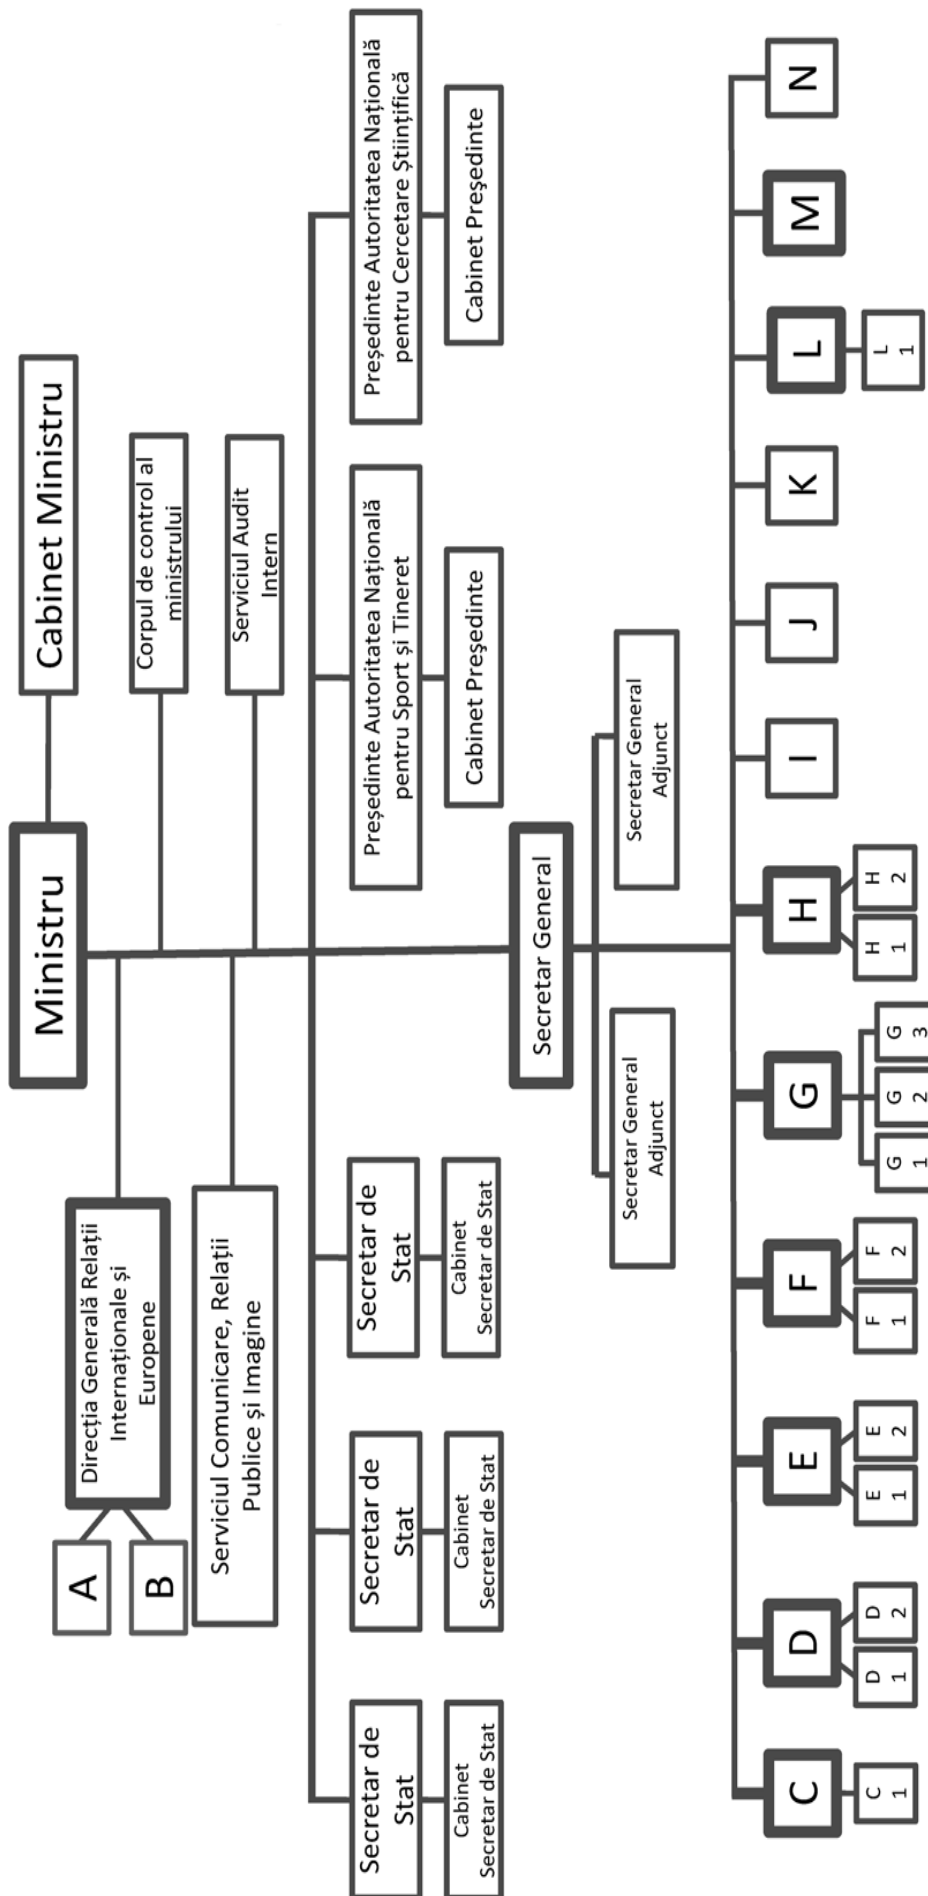 Ministru
Cabinet Ministru
Direcția Generală Relații
Internaționale și
Europene
A
B
Corpul de control al
ministrului
Serviciul Comunicare, Relații
Publice și Imagine
Serviciul Audit
Intern
Secretar de
Stat
Cabinet
Secretar de Stat
Secretar de
Stat
Cabinet
Secretar de Stat
Secretar de
Stat
Cabinet
Secretar de Stat
Președinte Autoritatea Națională
pentru Sport și Tineret
Cabinet Președinte
Președinte Autoritatea Națională
pentru Cercetare Științifică
Cabinet Președinte
Secretar General
Secretar General
Adjunct
Secretar General
Adjunct
C
D
E
F
G
H
I
J
K
L
M
N
C
1
D
1
D
2
E
1
E
2
F
1
F
2
G
1
G
2
G
3
H
1
H
2
L
1